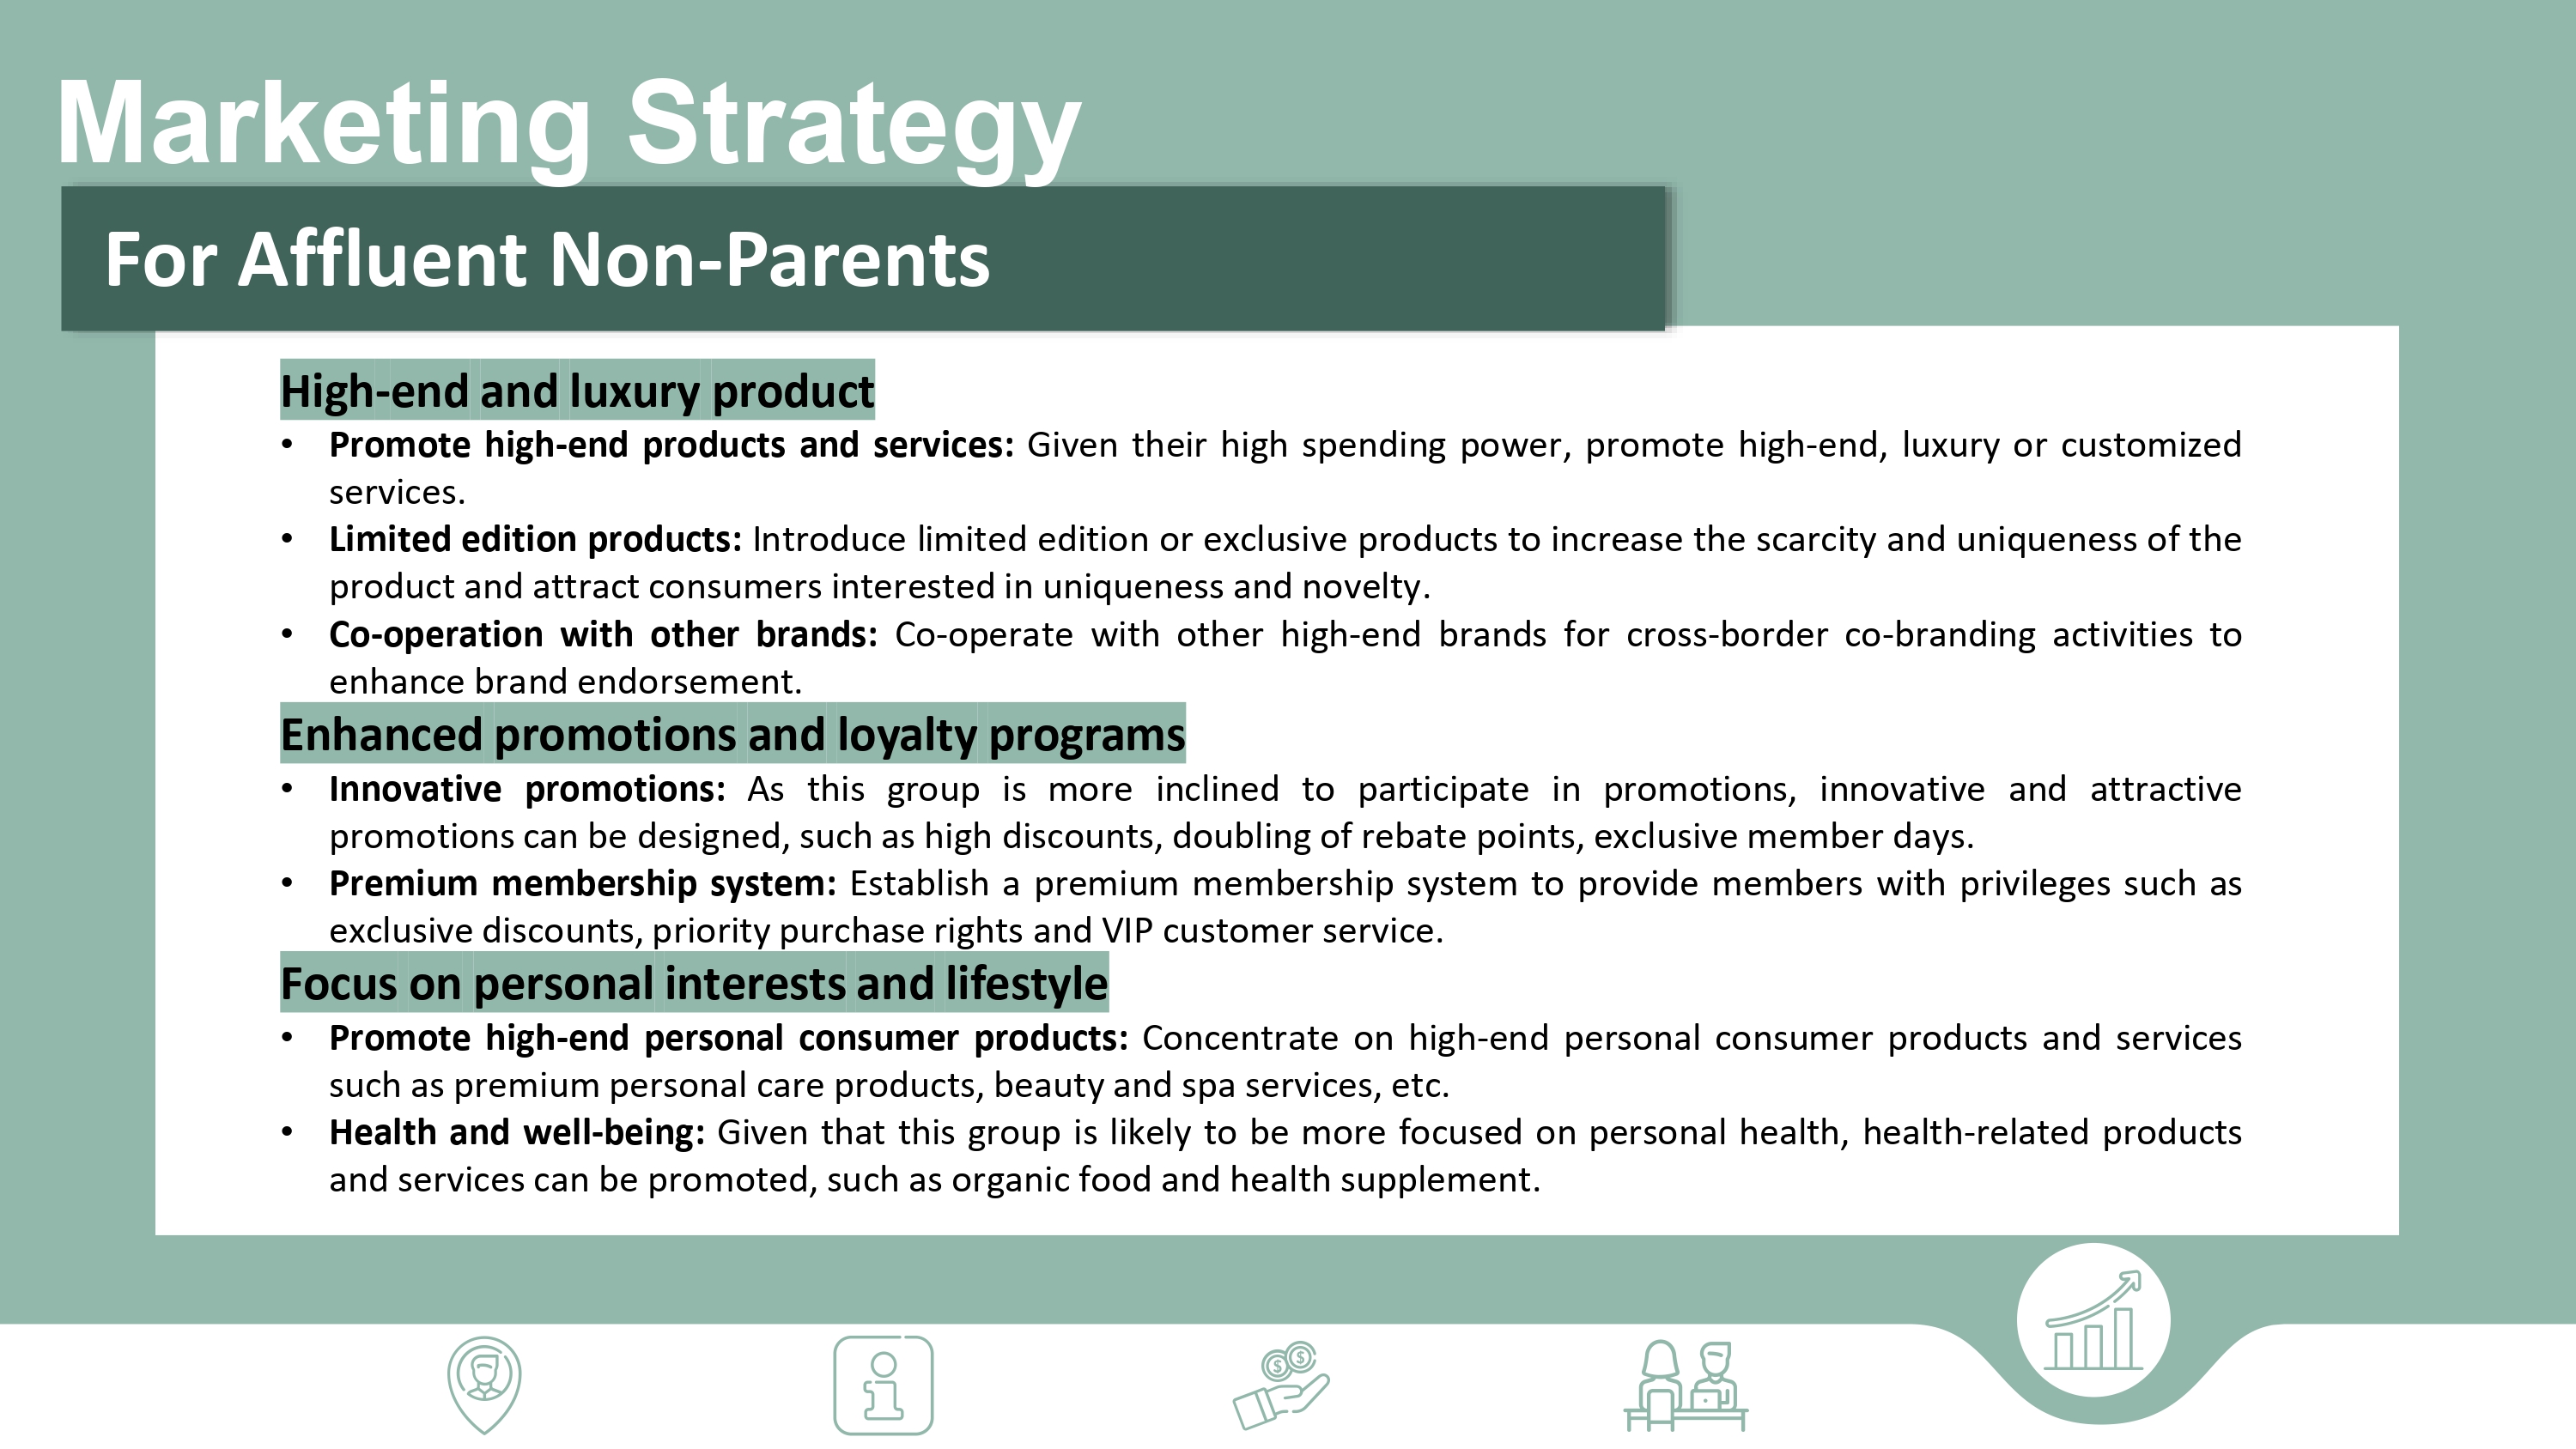 Marketing Strategy
For Affluent Non-Parents
High-end and luxury product
• Promote high-end products and services: Given their high spending power, promote high-end, luxury or customized
services.
• Limited edition products: Introduce limited edition or exclusive products to increase the scarcity and uniqueness of the
product and attract consumers interested in uniqueness and novelty.
• Co-operation with other brands: Co-operate with other high-end brands for cross-border co-branding activities to
enhance brand endorsement.
Enhanced promotions and loyalty programs
• Innovative promotions: As this group is more inclined to participate in promotions, innovative and attractive
promotions can be designed, such as high discounts, doubling of rebate points, exclusive member days.
• Premium membership system: Establish a premium membership system to provide members with privileges such as
exclusive discounts, priority purchase rights and VIP customer service.
Focus on personal interests and lifestyle
• Promote high-end personal consumer products: Concentrate on high-end personal consumer products and services
such as premium personal care products, beauty and spa services, etc.
• Health and well-being: Given that this group is likely to be more focused on personal health, health-related products
and services can be promoted, such as organic food and health supplement.